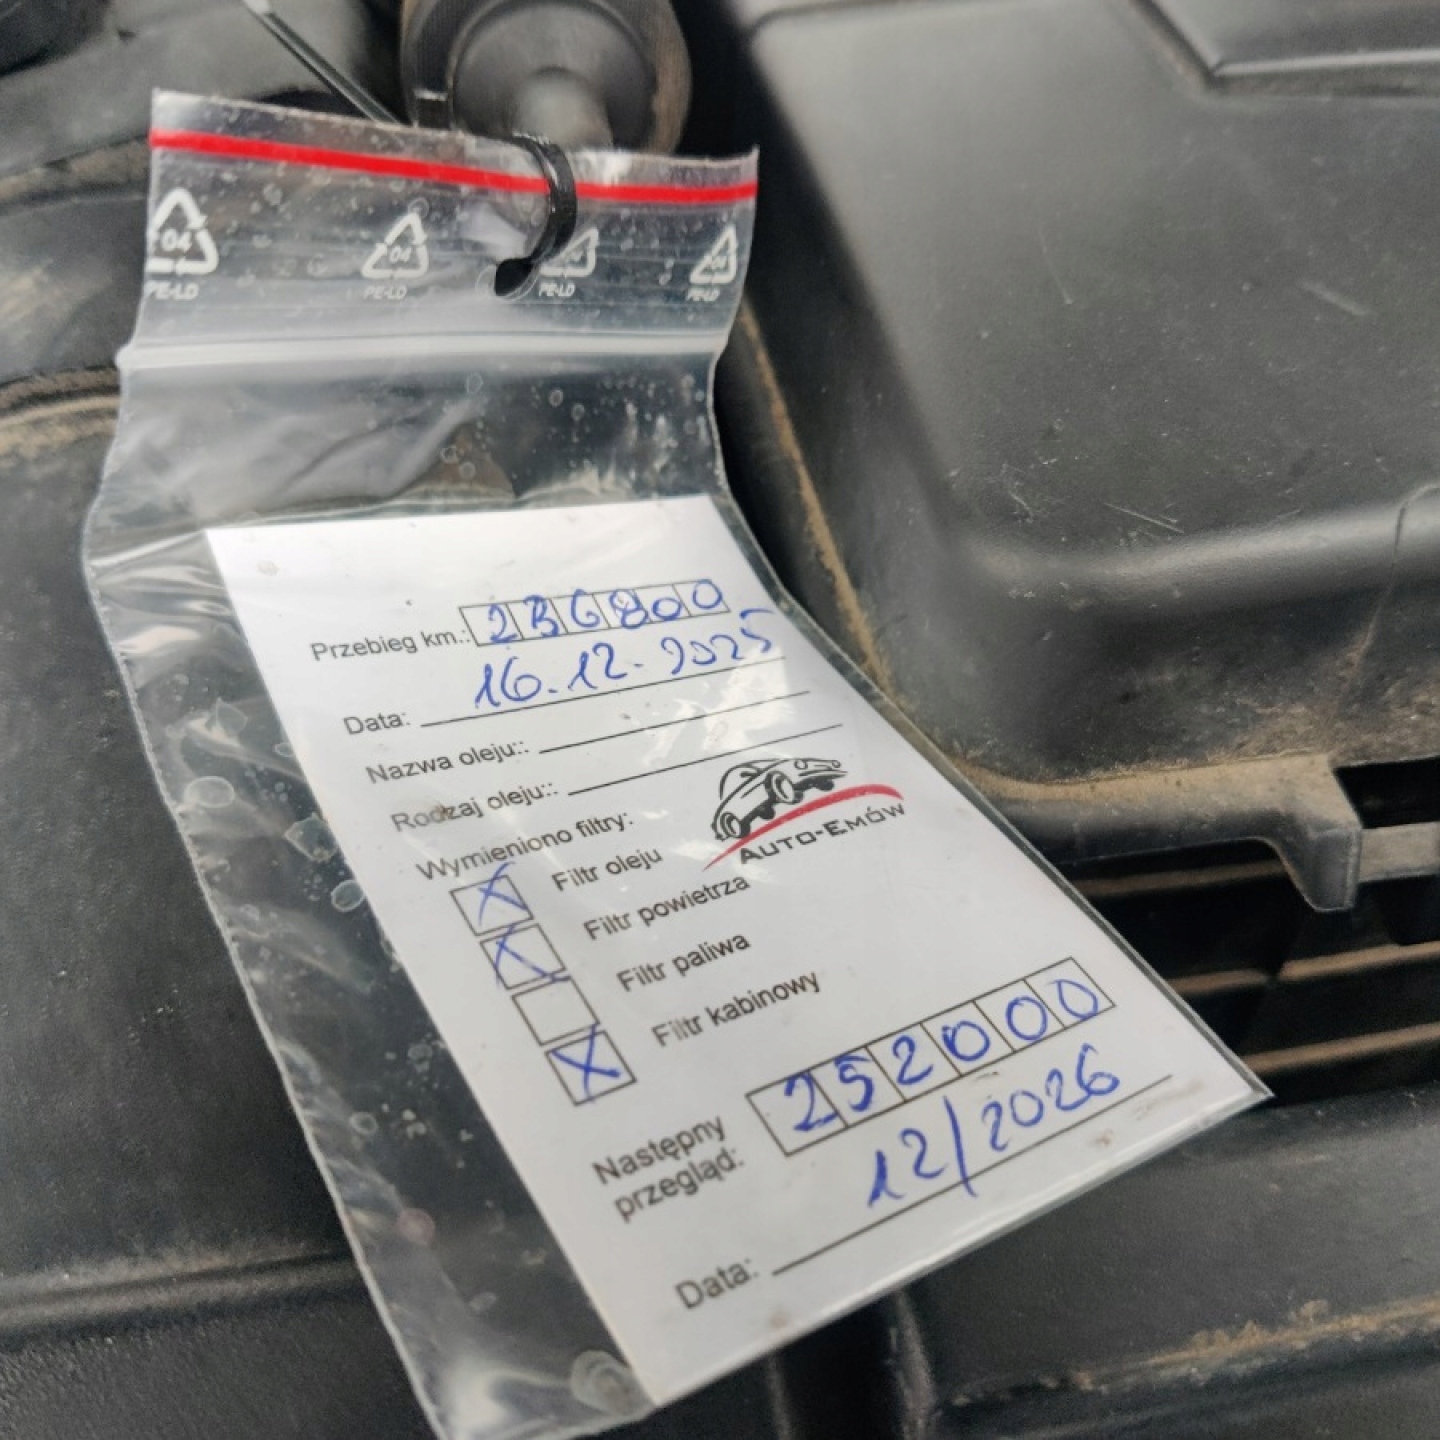 04 04 04 04
PE-LD PE-LD PE-LD PE-LD
Przebieg km.: 236800
16.12.2025
Data:
Nazwa oleju::
Rodzaj oleju::
Wymieniono filtry:
AUTO-EMÓW
X Filtr oleju
X Filtr powietrza
Filtr paliwa
X Filtr kabinowy
Następny
przegląd: 252000
12/2026
Data: